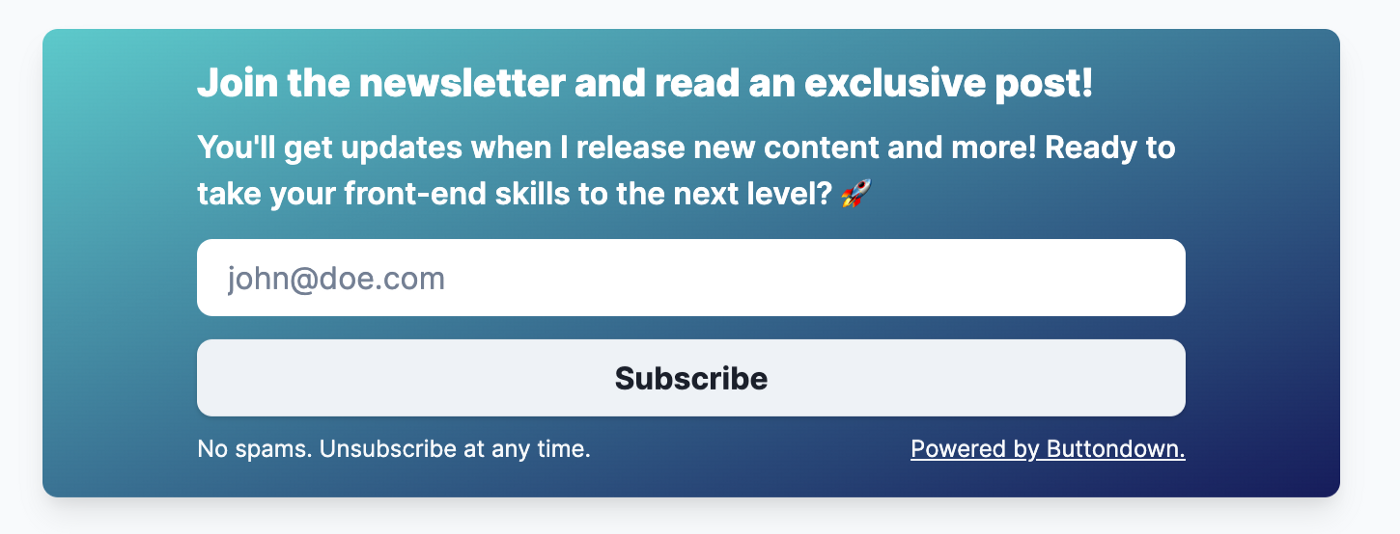 Join the newsletter and read an exclusive post!
You'll get updates when I release new content and more! Ready to
take your front-end skills to the next level? 🚀
john@doe.com
Subscribe
No spams. Unsubscribe at any time.
Powered by Buttondown.